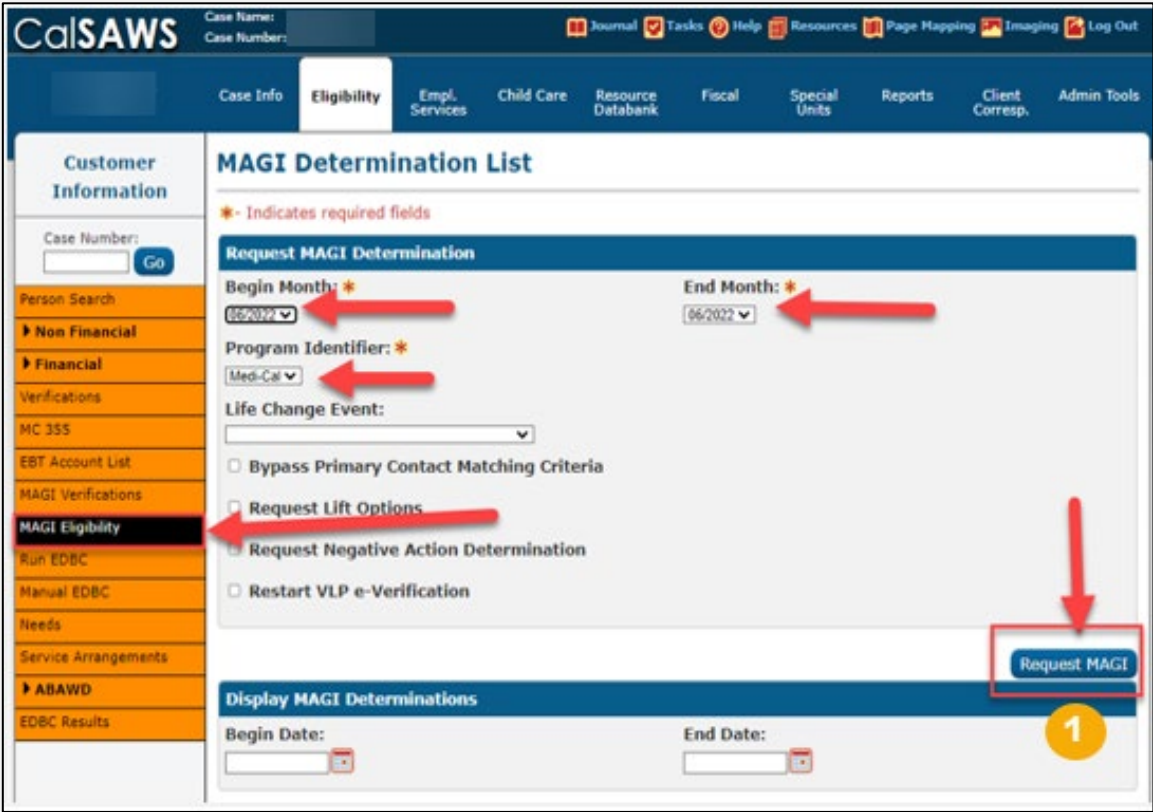 CalSAWS
Case Name:
Case Number:
Journal Tasks Help Resources Page Mapping Imaging Log Out
Case Info Eligibility Empl. Services Child Care Resource Databank Fiscal Special Units Reports Client Corresp. Admin Tools
Customer
Information
Case Number:
Go
Person Search
Non Financial
Financial
Verifications
MC 355
EBT Account List
MAGI Verifications
MAGI Eligibility
Run EDBC
Manual EDBC
Needs
Service Arrangements
ABAWD
EDBC Results
MAGI Determination List
*- Indicates required fields
Request MAGI Determination
Begin Month: * End Month: *
06/2022 06/2022
Program Identifier: *
Medi-Cal
Life Change Event:
Bypass Primary Contact Matching Criteria
Request Lift Options
Request Negative Action Determination
Restart VLP e-Verification
Request MAGI
1
Display MAGI Determinations
Begin Date: End Date: